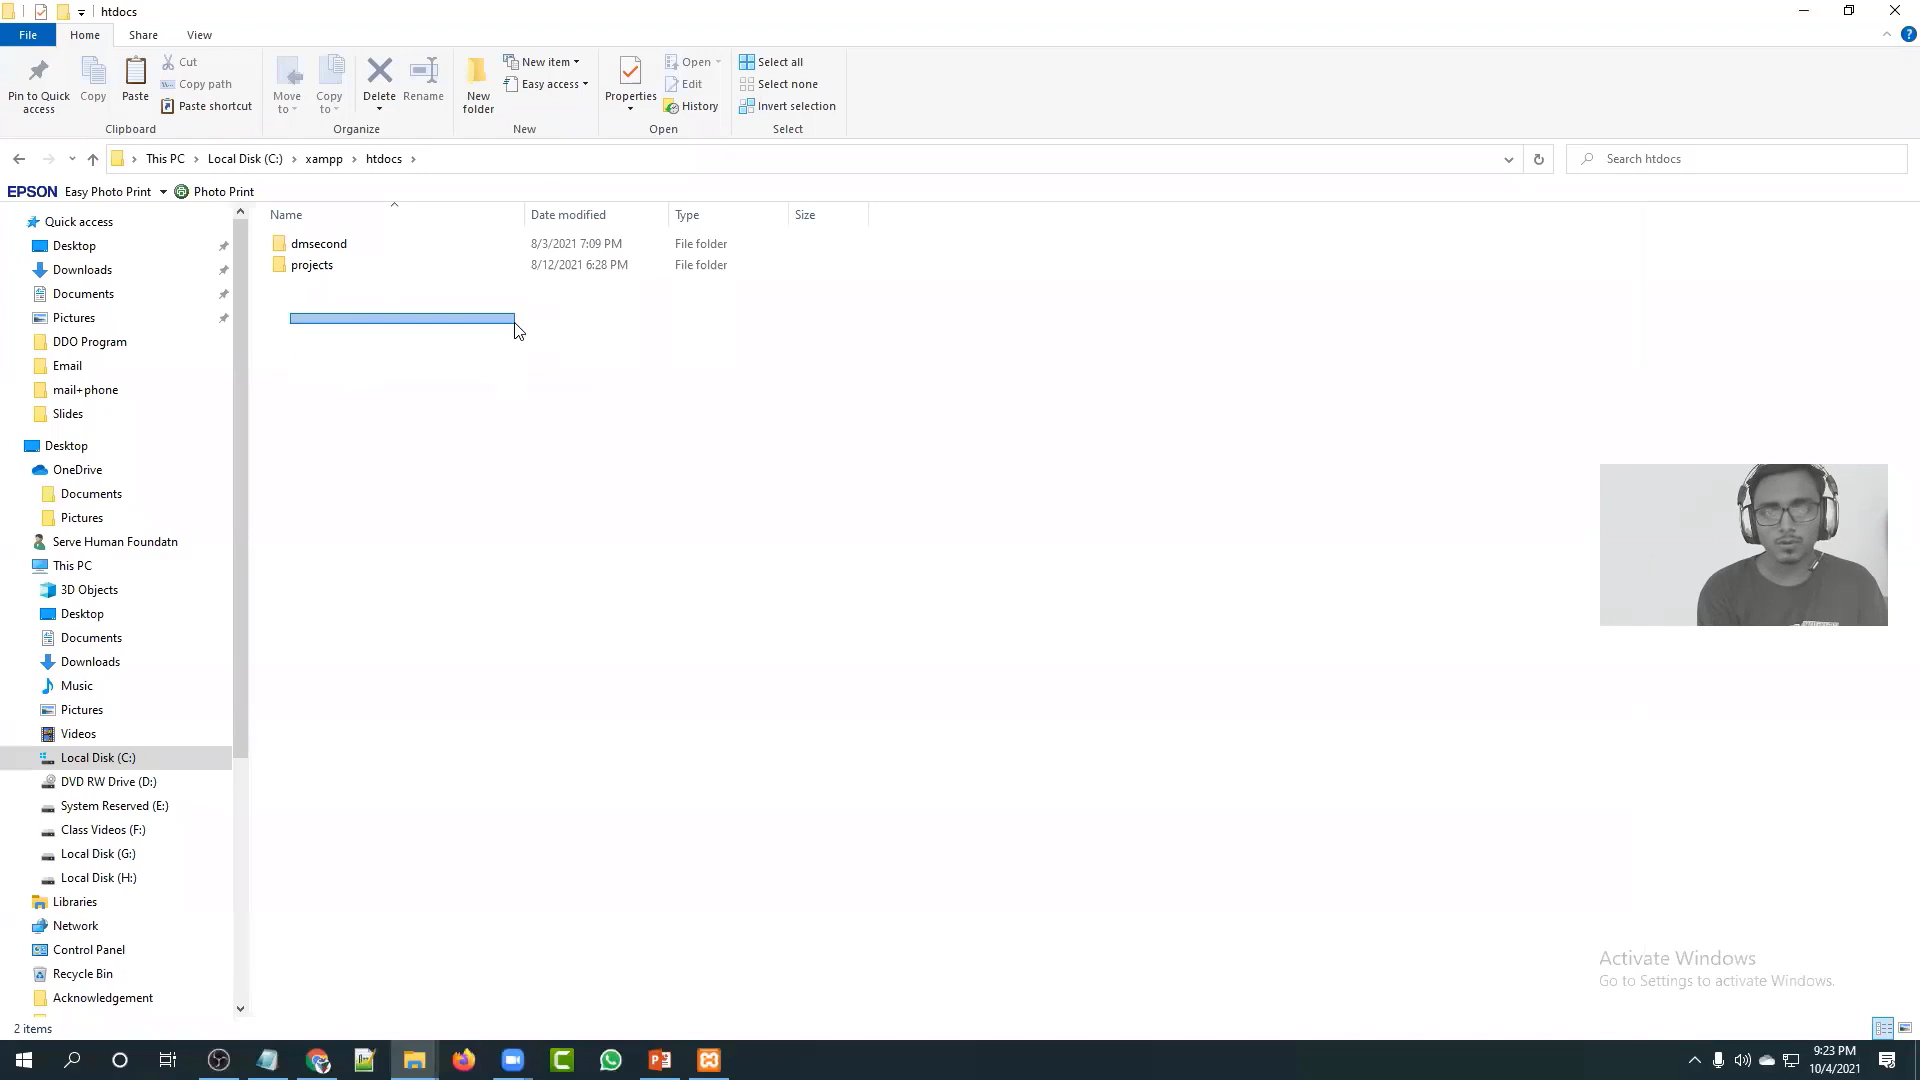 htdocs
File Home Share View
Pin to Quick access
Copy
Paste
Cut
Copy path
Paste shortcut
Clipboard
Move to
Copy to
Delete
Rename
Organize
New folder
New item
Easy access
New
Properties
Open
Edit
History
Open
Select all
Select none
Invert selection
Select
This PC Local Disk (C:) xampp htdocs
Search htdocs
EPSON Easy Photo Print Photo Print
Name Date modified Type Size
dmsecond 8/3/2021 7:09 PM File folder
projects 8/12/2021 6:28 PM File folder
Quick access
Desktop
Downloads
Documents
Pictures
DDO Program
Email
mail+phone
Slides
Desktop
OneDrive
Documents
Pictures
Serve Human Foundatn
This PC
3D Objects
Desktop
Documents
Downloads
Music
Pictures
Videos
Local Disk (C:)
DVD RW Drive (D:)
System Reserved (E:)
Class Videos (F:)
Local Disk (G:)
Local Disk (H:)
Libraries
Network
Control Panel
Recycle Bin
Acknowledgement
Activate Windows
Go to Settings to activate Windows.
2 items
9:23 PM
10/4/2021